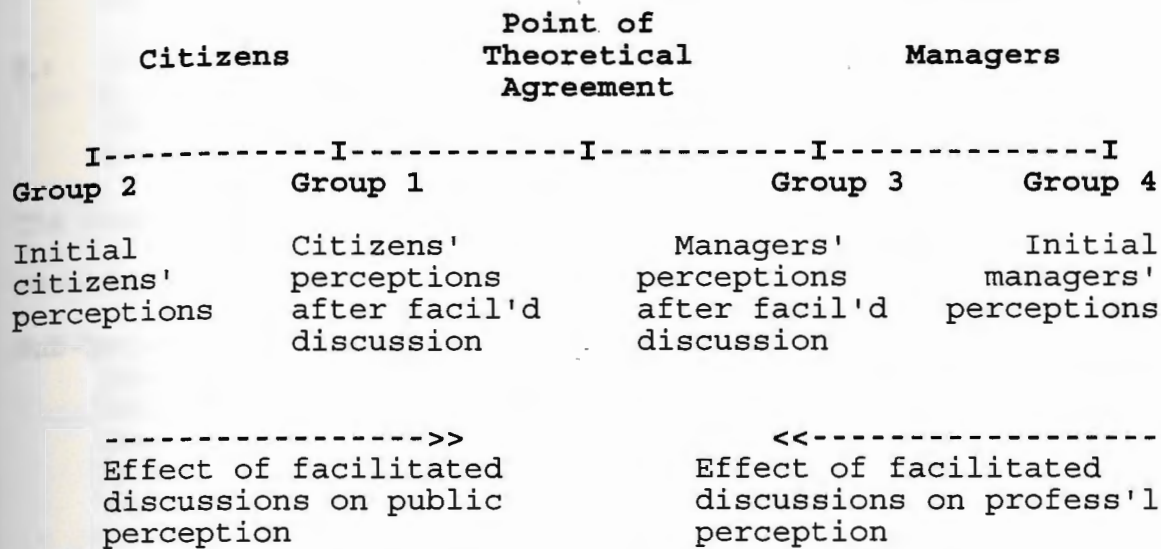 Point of
Citizens Theoretical Managers
Agreement
I-------------I-------------I-----------I---------------I
Group 2 Group 1 Group 3 Group 4
Initial Citizens' Managers' Initial
citizens' perceptions perceptions managers'
perceptions after facil'd after facil'd perceptions
discussion discussion
----------------->> <<-------------------
Effect of facilitated Effect of facilitated
discussions on public discussions on profess'l
perception perception